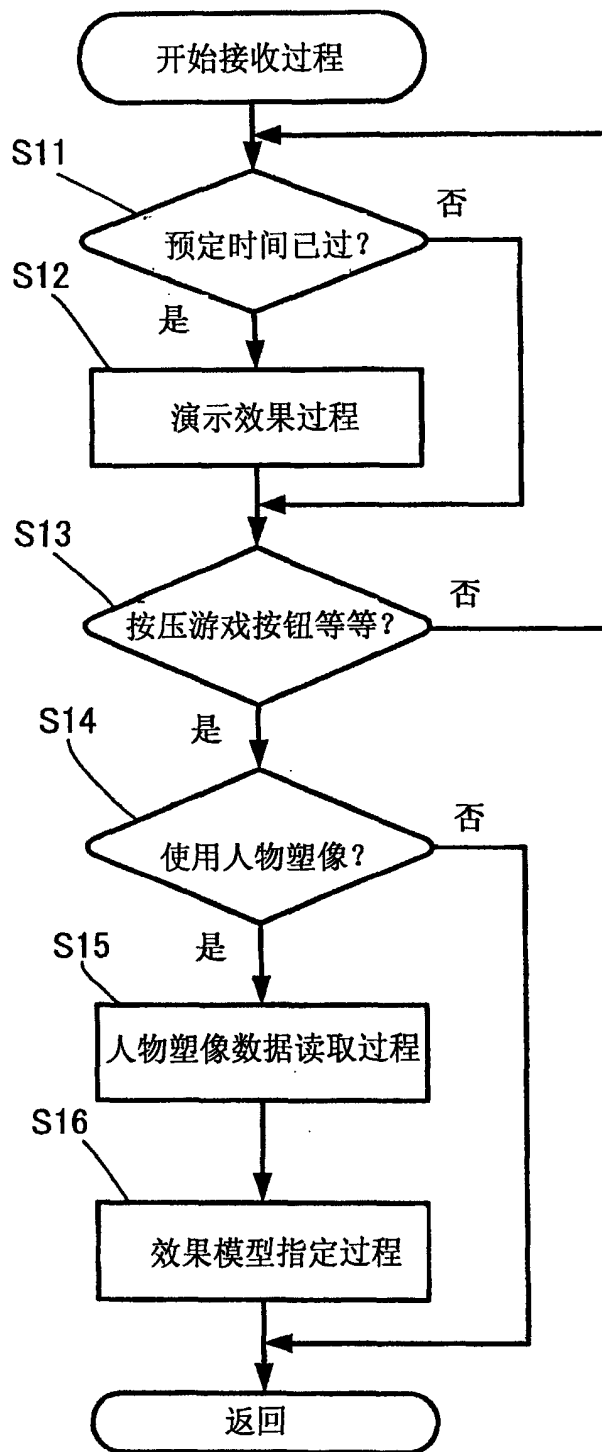 开始接收过程
S11
否
预定时间已过?
S12
是
演示效果过程
S13
否
按压游戏按钮等等?
S14
是
否
使用人物塑像?
S15
是
人物塑像数据读取过程
S16
效果模型指定过程
返回